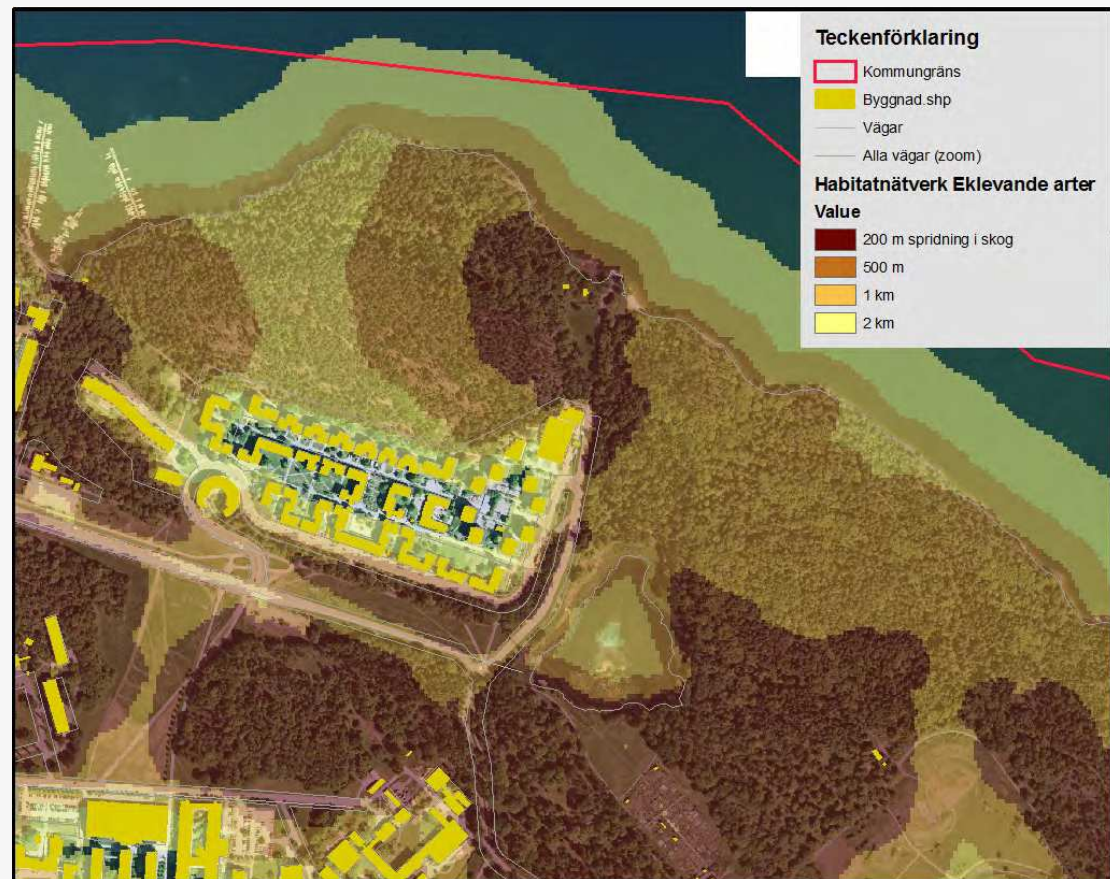 Teckenförklaring
Kommungräns
Byggnad.shp
Vägar
Alla vägar (zoom)
Habitatnätverk Eklevande arter
Value
200 m spridning i skog
500 m
1 km
2 km